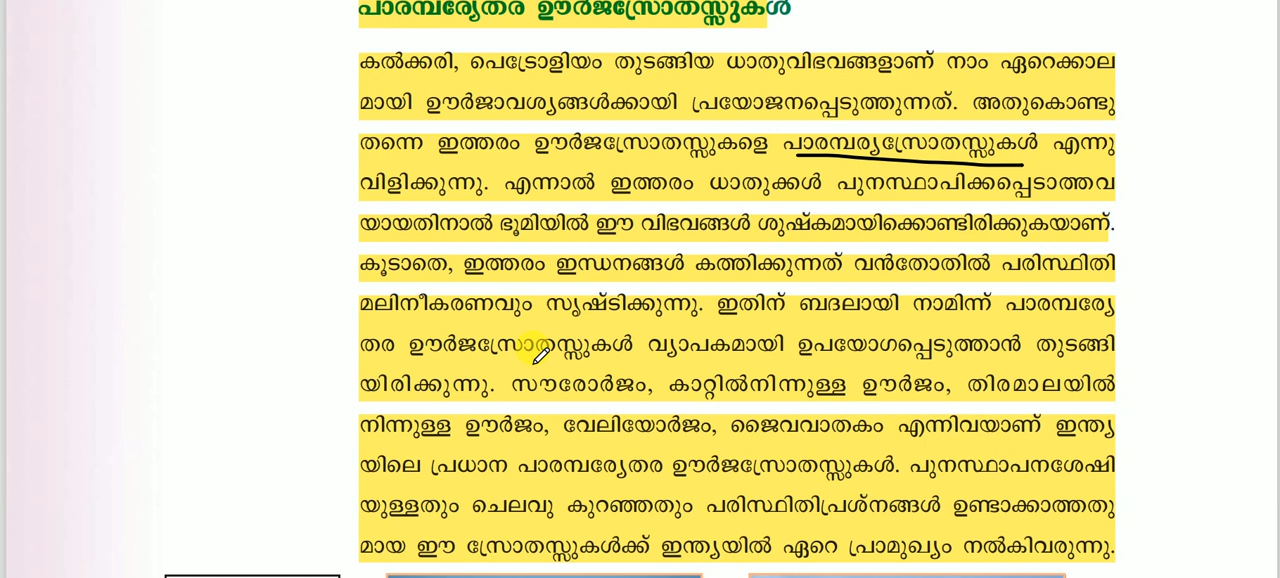 പാരമ്പര്യേതര ഊർജസ്രോതസ്സുകൾ
കൽക്കരി, പെട്രോളിയം തുടങ്ങിയ ധാതുവിഭവങ്ങളാണ് നാം ഏറെക്കാല
മായി ഊർജാവശ്യങ്ങൾക്കായി പ്രയോജനപ്പെടുത്തുന്നത്. അതുകൊണ്ടു
തന്നെ ഇത്തരം ഊർജസ്രോതസ്സുകളെ പാരമ്പര്യസ്രോതസ്സുകൾ എന്നു
വിളിക്കുന്നു. എന്നാൽ ഇത്തരം ധാതുക്കൾ പുനസ്ഥാപിക്കപ്പെടാത്തവ
യായതിനാൽ ഭൂമിയിൽ ഈ വിഭവങ്ങൾ ശുഷ്കമായിക്കൊണ്ടിരിക്കുകയാണ്.
കൂടാതെ, ഇത്തരം ഇന്ധനങ്ങൾ കത്തിക്കുന്നത് വൻതോതിൽ പരിസ്ഥിതി
മലിനീകരണവും സൃഷ്ടിക്കുന്നു. ഇതിന് ബദലായി നാമിന്ന് പാരമ്പര്യേ
തര ഊർജസ്രോതസ്സുകൾ വ്യാപകമായി ഉപയോഗപ്പെടുത്താൻ തുടങ്ങി
യിരിക്കുന്നു. സൗരോർജം, കാറ്റിൽനിന്നുള്ള ഊർജം, തിരമാലയിൽ
നിന്നുള്ള ഊർജം, വേലിയോർജം, ജൈവവാതകം എന്നിവയാണ് ഇന്ത്യ
യിലെ പ്രധാന പാരമ്പര്യേതര ഊർജസ്രോതസ്സുകൾ. പുനസ്ഥാപനശേഷി
യുള്ളതും ചെലവു കുറഞ്ഞതും പരിസ്ഥിതിപ്രശ്നങ്ങൾ ഉണ്ടാക്കാത്തതു
മായ ഈ സ്രോതസ്സുകൾക്ക് ഇന്ത്യയിൽ ഏറെ പ്രാമുഖ്യം നൽകിവരുന്നു.